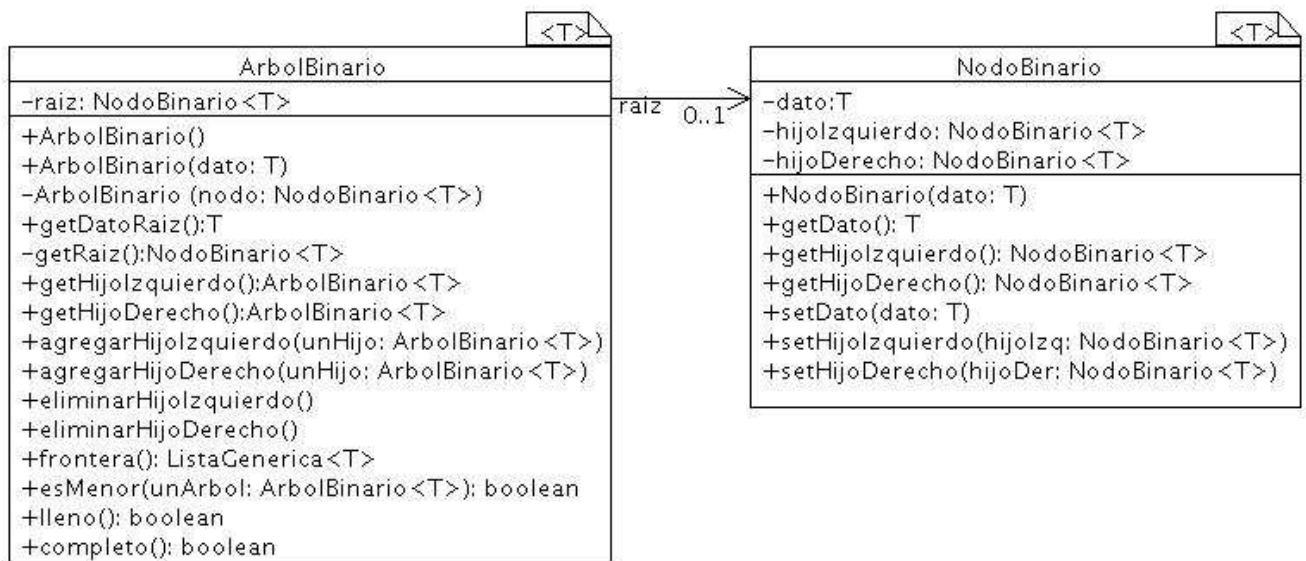 <T>
ArbolBinario
-raiz: NodoBinario<T>
+ArbolBinario()
+ArbolBinario(dato: T)
-ArbolBinario (nodo: NodoBinario<T>)
+getDatoRaiz():T
-getRaiz():NodoBinario<T>
+getHijoIzquierdo():ArbolBinario<T>
+getHijoDerecho():ArbolBinario<T>
+agregarHijoIzquierdo(unHijo: ArbolBinario<T>)
+agregarHijoDerecho(unHijo: ArbolBinario<T>)
+eliminarHijoIzquierdo()
+eliminarHijoDerecho()
+frontera(): ListaGenerica<T>
+esMenor(unArbol: ArbolBinario<T>): boolean
+lleno(): boolean
+completo(): boolean
raiz 0..1
<T>
NodoBinario
-dato:T
-hijoIzquierdo: NodoBinario<T>
-hijoDerecho: NodoBinario<T>
+NodoBinario(dato: T)
+getDato(): T
+getHijoIzquierdo(): NodoBinario<T>
+getHijoDerecho(): NodoBinario<T>
+setDato(dato: T)
+setHijoIzquierdo(hijoIzq: NodoBinario<T>)
+setHijoDerecho(hijoDer: NodoBinario<T>)